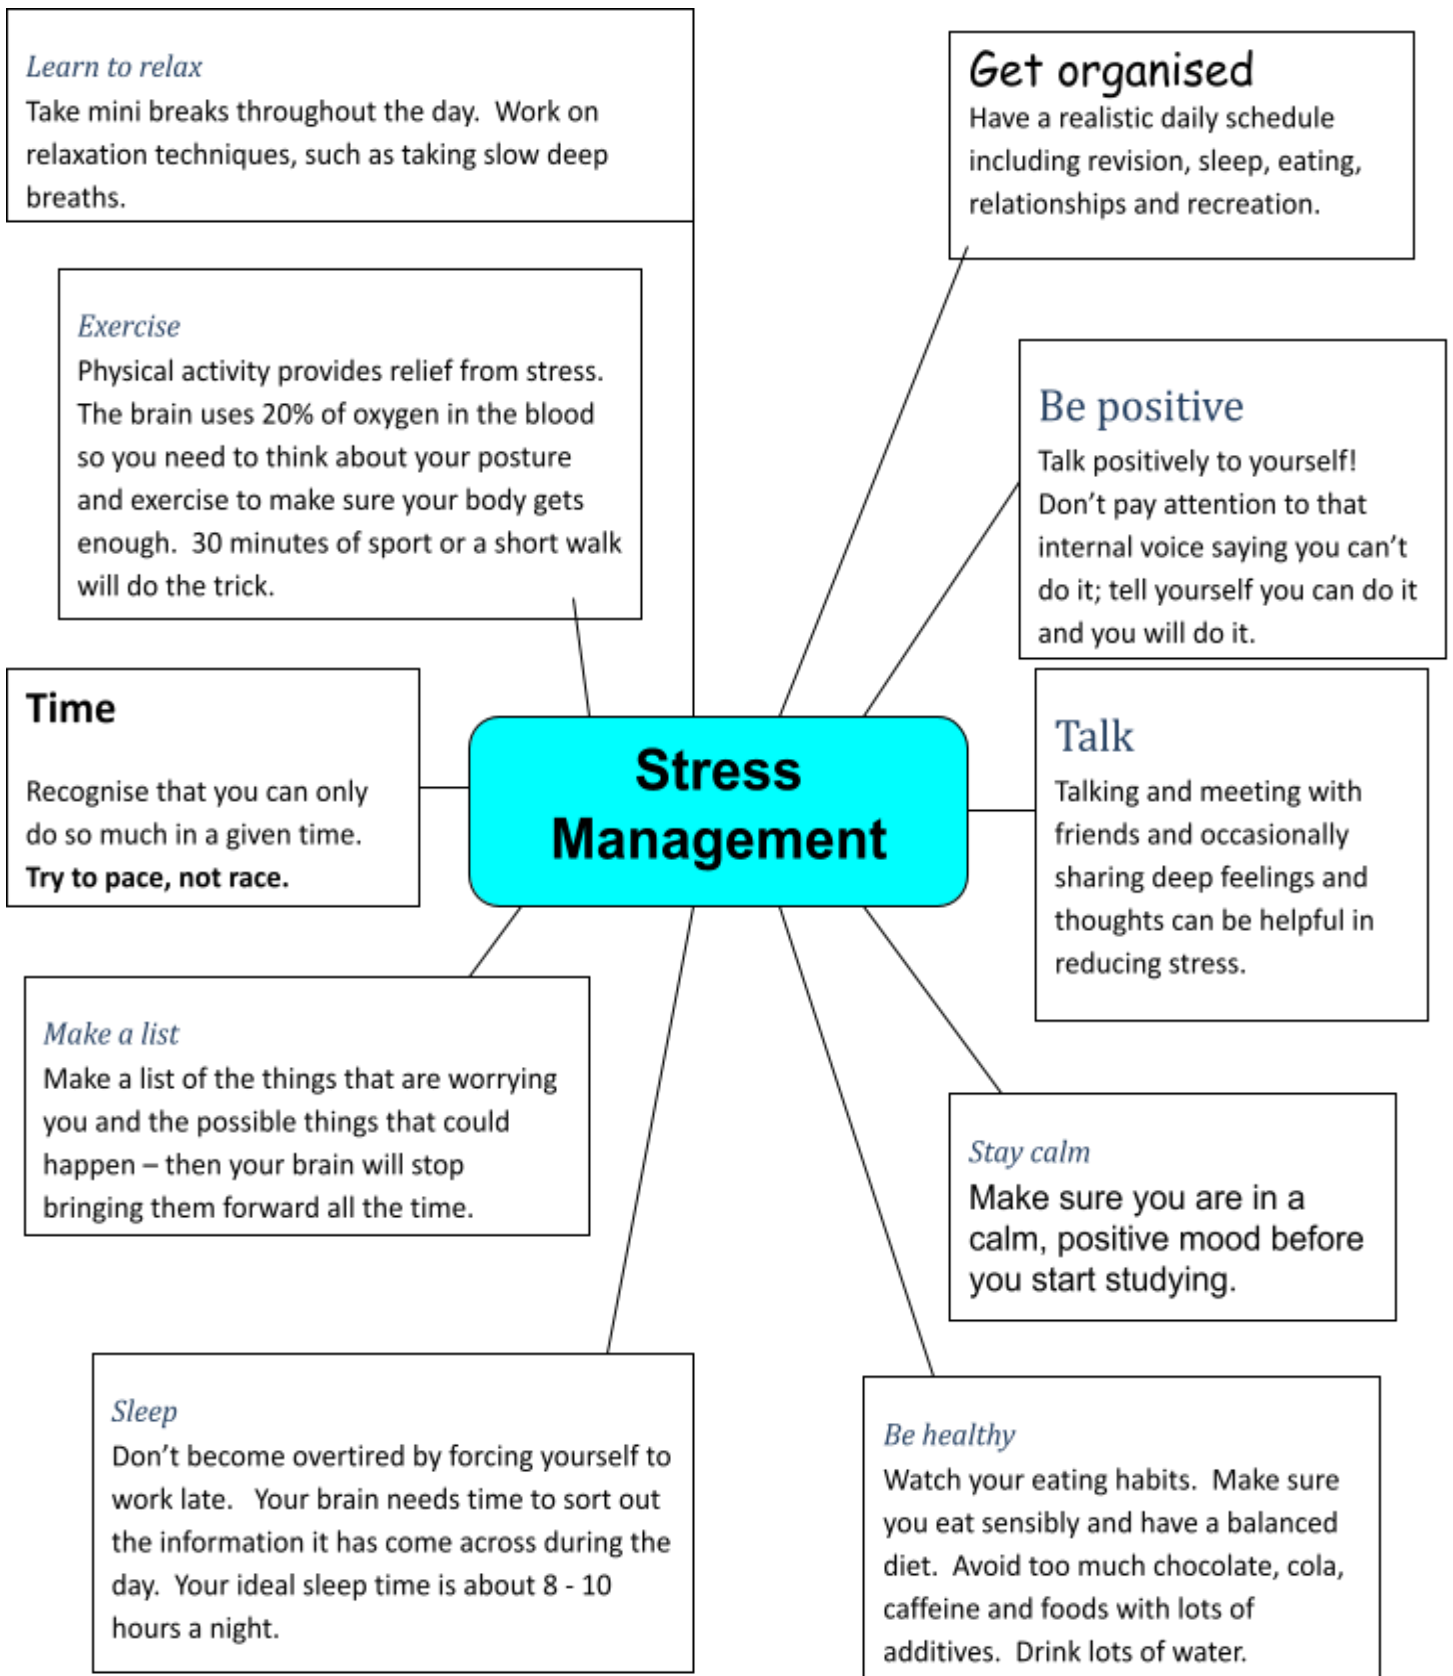 Learn to relax
Take mini breaks throughout the day.  Work on
relaxation techniques, such as taking slow deep
breaths.
Get organised
Have a realistic daily schedule
including revision, sleep, eating,
relationships and recreation.
Exercise
Physical activity provides relief from stress.
The brain uses 20% of oxygen in the blood
so you need to think about your posture
and exercise to make sure your body gets
enough.  30 minutes of sport or a short walk
will do the trick.
Be positive
Talk positively to yourself!
Don’t pay attention to that
internal voice saying you can’t
do it; tell yourself you can do it
and you will do it.
Time
Recognise that you can only
do so much in a given time.
Try to pace, not race.
Stress
Management
Talk
Talking and meeting with
friends and occasionally
sharing deep feelings and
thoughts can be helpful in
reducing stress.
Make a list
Make a list of the things that are worrying
you and the possible things that could
happen – then your brain will stop
bringing them forward all the time.
Stay calm
Make sure you are in a
calm, positive mood before
you start studying.
Sleep
Don’t become overtired by forcing yourself to
work late.   Your brain needs time to sort out
the information it has come across during the
day.  Your ideal sleep time is about 8 - 10
hours a night.
Be healthy
Watch your eating habits.  Make sure
you eat sensibly and have a balanced
diet.  Avoid too much chocolate, cola,
caffeine and foods with lots of
additives.  Drink lots of water.